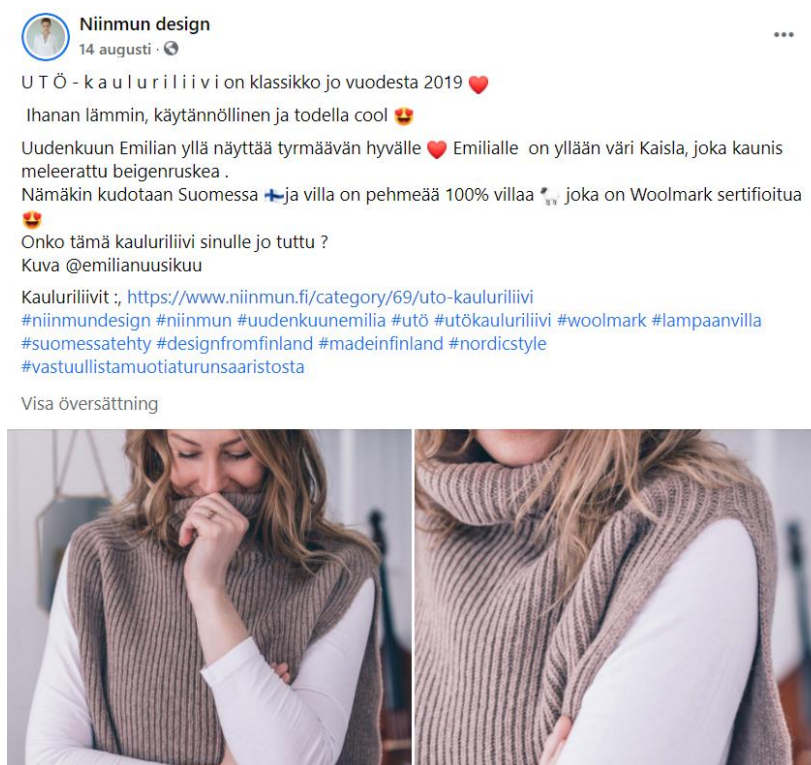 Niinmun design
14 augusti ·
U T Ö - k a u l u r i l i i v i on klassikko jo vuodesta 2019 ❤️
Ihanan lämmin, käytännöllinen ja todella cool 😍
Uudenkuun Emilian yllä näyttää tyrmäävän hyvälle ❤️ Emilialle on yllään väri Kaisla, joka kaunis
meleerattu beigenruskea .
Nämäkin kudotaan Suomessa 🇫🇮ja villa on pehmeää 100% villaa 🐑 joka on Woolmark sertifioitua
😍
Onko tämä kauluriliivi sinulle jo tuttu ?
Kuva @emilianuusikuu
Kauluriliivit :, https://www.niinmun.fi/category/69/uto-kauluriliivi
#niinmundesign #niinmun #uudenkuunemilia #utö #utökauluriliivi #woolmark #lampaanvilla
#suomessatehty #designfromfinland #madeinfinland #nordicstyle
#vastuullistamuotiaturunsaaristosta
Visa översättning